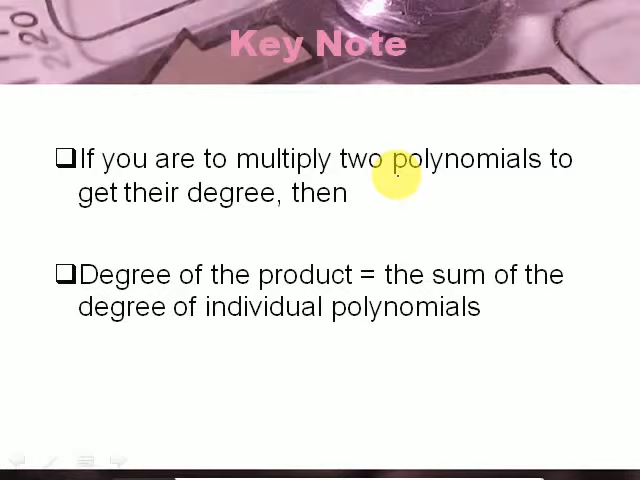 Key Note
If you are to multiply two polynomials to
get their degree, then
Degree of the product = the sum of the
degree of individual polynomials
20